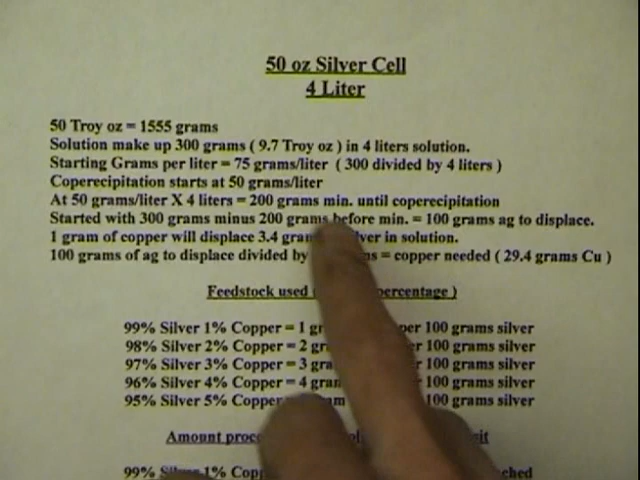 50 oz Silver Cell
4 Liter
50 Troy oz = 1555 grams
Solution make up 300 grams ( 9.7 Troy oz ) in 4 liters solution.
Starting Grams per liter = 75 grams/liter ( 300 divided by 4 liters )
Coperecipitation starts at 50 grams/liter
At 50 grams/liter X 4 liters = 200 grams min. until coperecipitation
Started with 300 grams minus 200 grams before min. = 100 grams ag to displace.
1 gram of copper will displace 3.4 in solution.
100 grams of ag to displace divided by = copper needed ( 29.4 grams Cu )
Feedstock used percentage )
99% Silver 1% Copper = 1 100 grams silver
98% Silver 2% Copper = 2 100 grams silver
97% Silver 3% Copper = 3 100 grams silver
96% Silver 4% Copper = 4 100 grams silver
95% Silver 5% 100 grams silver
Amount
99% Silver 1%